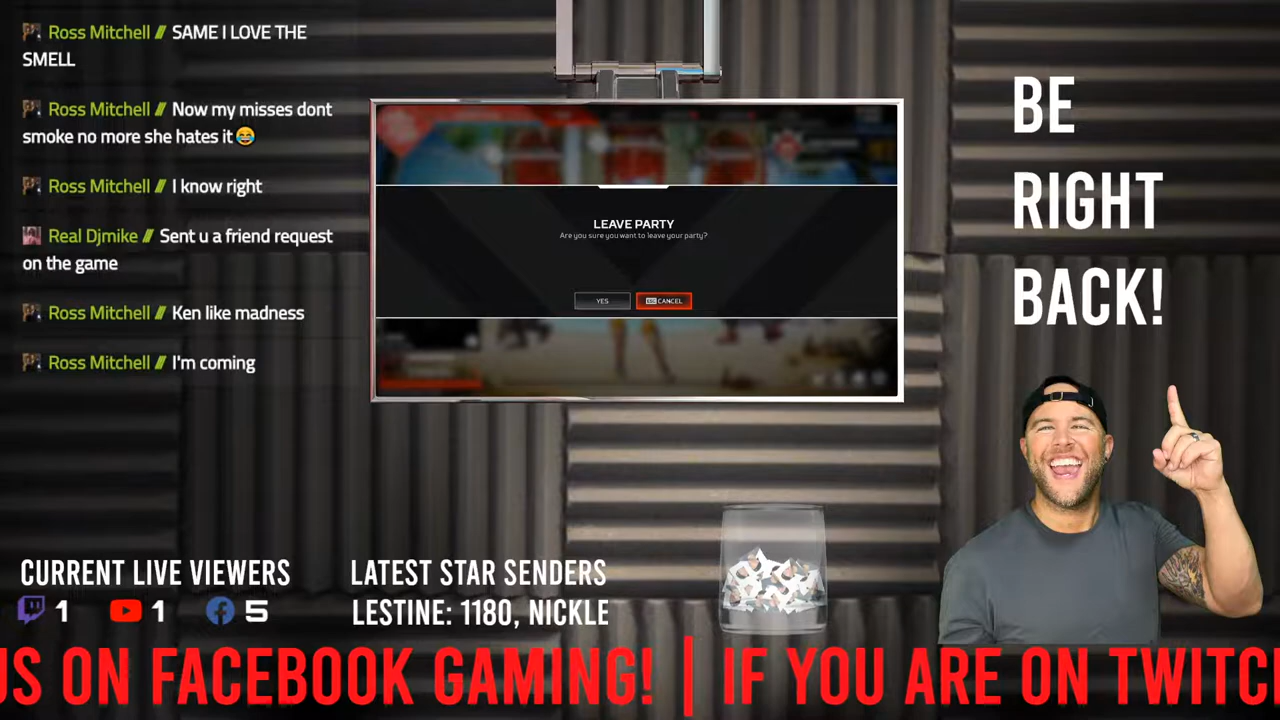 Ross Mitchell /// SAME I LOVE THE
SMELL
Ross Mitchell /// Now my misses dont
smoke no more she hates it😂
Ross Mitchell /// I know right
Real Djmike /// Sent u a friend request
on the game
Ross Mitchell /// Ken like madness
Ross Mitchell /// I'm coming
LEAVE PARTY
Are you sure you want to leave your party?
YES
ESC CANCEL
BE
RIGHT
BACK!
CURRENT LIVE VIEWERS
1 1 5
LATEST STAR SENDERS
LESTINE: 1180, NICKLE
US ON FACEBOOK GAMING! | IF YOU ARE ON TWITC